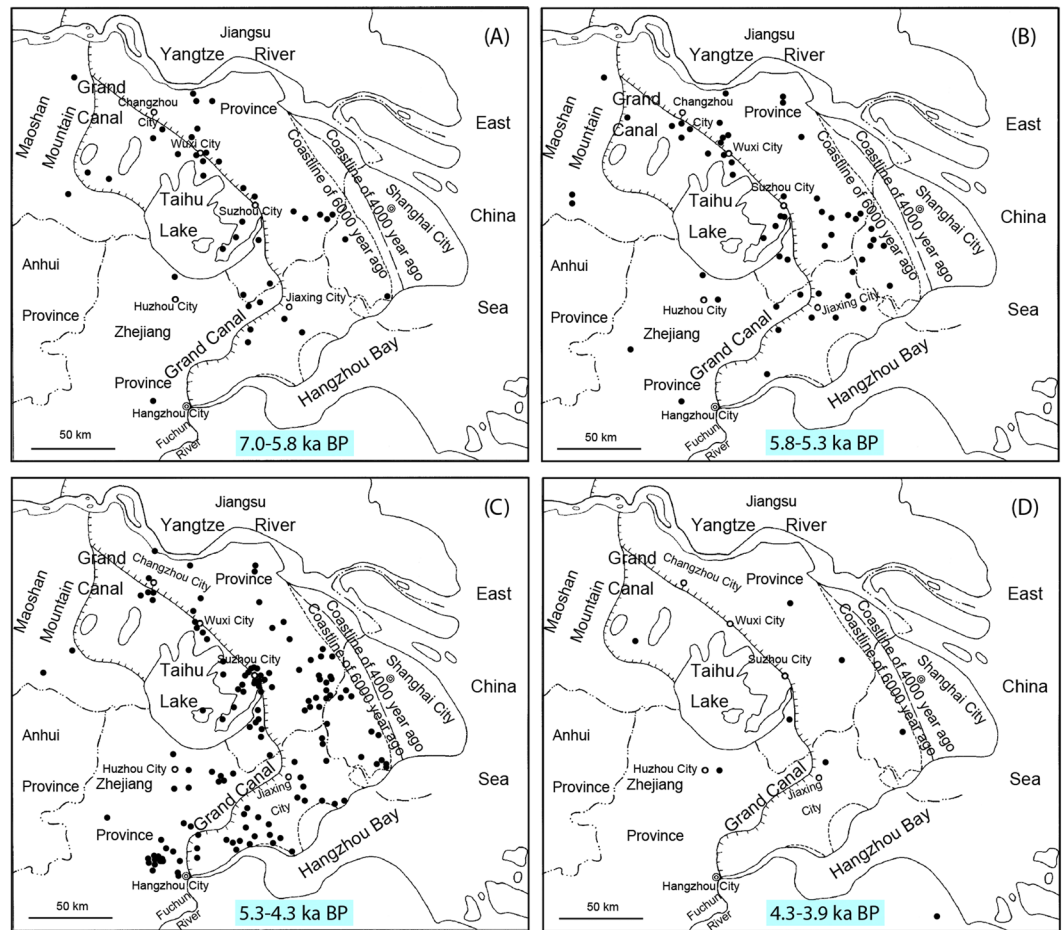 (A)
Jiangsu
Yangtze River
Grand
Canal
Changzhou
City
Province
Maoshan
Mountain
Wuxi City
East
Taihu
Lake
Suzhou City
Coastline of 6000 year ago
Coastline of 4000 year ago
Shanghai City
China
Anhui
Province
Huzhou City
Jiaxing City
Sea
Zhejiang
Province
Grand Canal
Hangzhou Bay
Hangzhou City
Fuchun
River
50 km
7.0-5.8 ka BP
(B)
Jiangsu
Yangtze River
Grand
Canal
Changzhou
City
Province
Maoshan
Mountain
Wuxi City
East
Taihu
Lake
Suzhou City
Coastline of 6000 year ago
Coastline of 4000 year ago
Shanghai City
China
Anhui
Province
Huzhou City
Jiaxing City
Sea
Zhejiang
Province
Grand Canal
Hangzhou Bay
Hangzhou City
Fuchun
River
50 km
5.8-5.3 ka BP
(C)
Jiangsu
Yangtze River
Grand
Canal
Changzhou City
Province
Maoshan
Mountain
Wuxi City
East
Taihu
Lake
Suzhou City
Coastline of 6000 year ago
Coastline of 4000 year ago
Shanghai City
China
Anhui
Province
Huzhou City
Zhejiang
Province
Grand Canal
Jiaxing
City
Sea
Hangzhou Bay
Hangzhou City
Fuchun
River
50 km
5.3-4.3 ka BP
(D)
Jiangsu
Yangtze River
Grand
Canal
Changzhou City
Province
Maoshan
Mountain
Wuxi City
East
Taihu
Lake
Suzhou City
Coastline of 6000 year ago
Coastline of 4000 year ago
Shanghai City
China
Anhui
Province
Huzhou City
Zhejiang
Province
Grand Canal
Jiaxing
City
Sea
Hangzhou Bay
Hangzhou City
Fuchun
River
50 km
4.3-3.9 ka BP